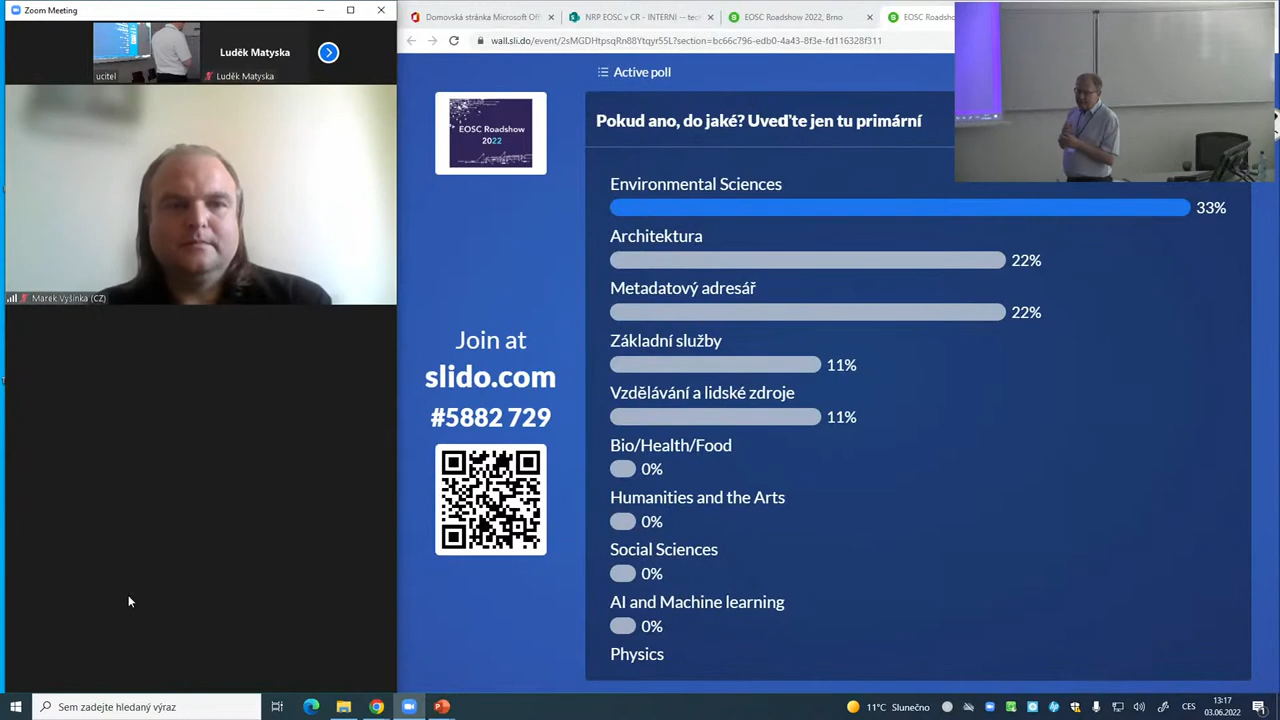 Zoom Meeting
ucitel
Luděk Matyska
Luděk Matyska
Marek Vyšinka (CZ)
Domovská stránka Microsoft Off
NRP EOSC v CR - INTERNI -- tech
EOSC Roadshow 2022, Brno
EOSC Roadsho
wall.sli.do/event/2sMGDHtpsqRn88Ytqyr55L?section=bc66c796-edb0-4a43-8f3e-fd116328f311
Active poll
EOSC Roadshow
2022
Join at
slido.com
#5882 729
Pokud ano, do jaké? Uveďte jen tu primární
Environmental Sciences
33%
Architektura
22%
Metadatový adresář
22%
Základní služby
11%
Vzdělávání a lidské zdroje
11%
Bio/Health/Food
0%
Humanities and the Arts
0%
Social Sciences
0%
AI and Machine learning
0%
Physics
Sem zadejte hledaný výraz
11°C Slunečno
CES
13:17
03.06.2022